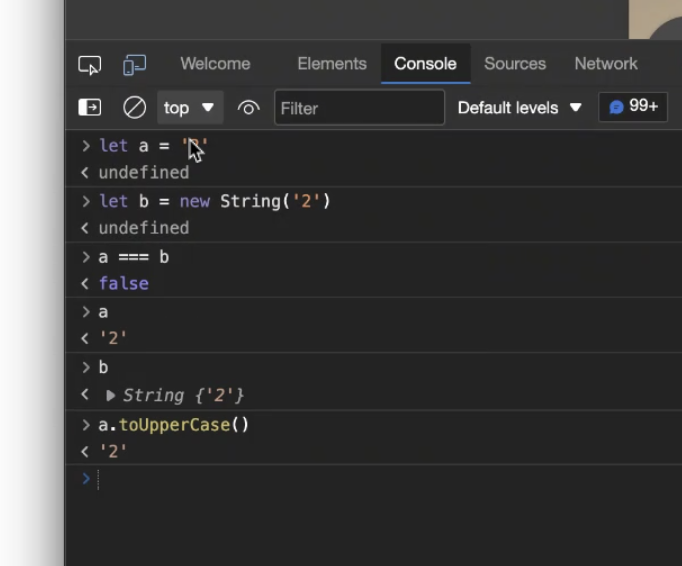 Welcome Elements Console Sources Network
top Filter Default levels 99+
> let a = '2'
< undefined
> let b = new String('2')
< undefined
> a === b
< false
> a
< '2'
> b
< ▶ String {'2'}
> a.toUpperCase()
< '2'
>